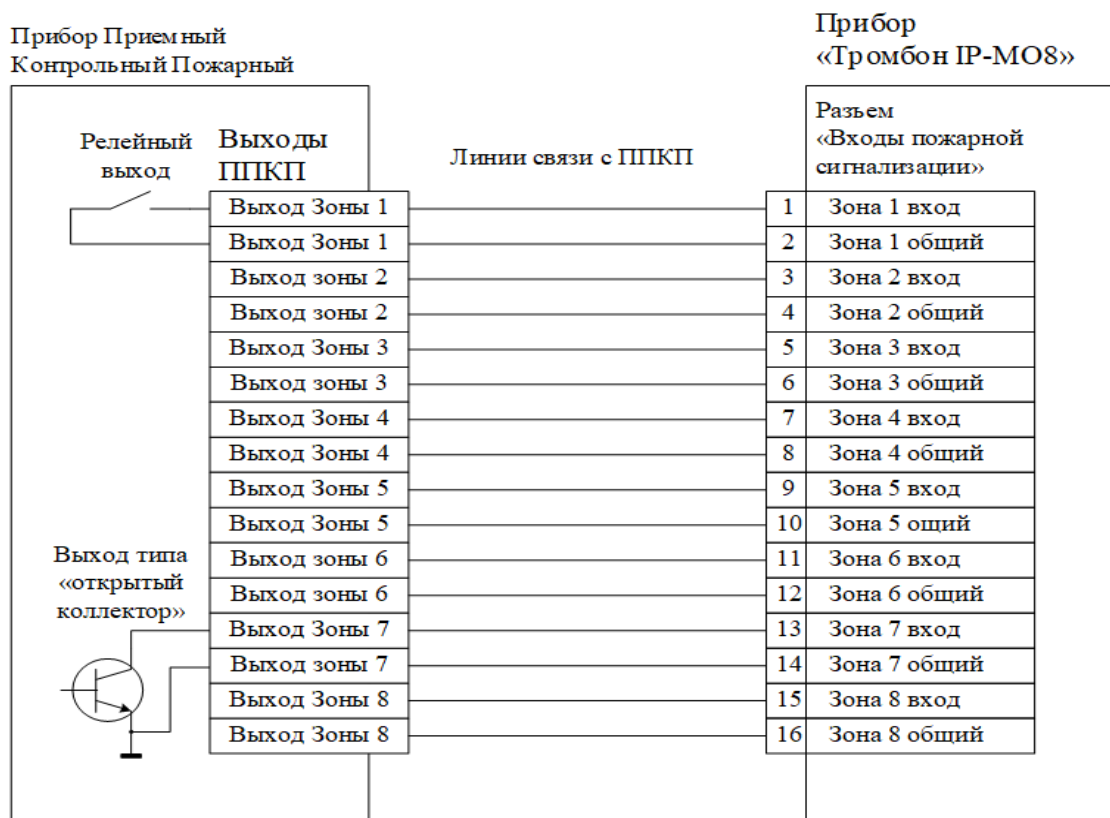 Прибор Приемный
Контрольный Пожарный
Прибор
«Тромбон IP-МО8»
Релейный
выход
Выходы
ППКП
Линии связи с ППКП
Разъем
«Входы пожарной
сигнализации»
Выход Зоны 1 1 Зона 1 вход
Выход Зоны 1 2 Зона 1 общий
Выход зоны 2 3 Зона 2 вход
Выход зоны 2 4 Зона 2 общий
Выход Зоны 3 5 Зона 3 вход
Выход зоны 3 6 Зона 3 общий
Выход Зоны 4 7 Зона 4 вход
Выход Зоны 4 8 Зона 4 общий
Выход Зоны 5 9 Зона 5 вход
Выход Зоны 5 10 Зона 5 ощий
Выход зоны 6 11 Зона 6 вход
Выход зоны 6 12 Зона 6 общий
Выход Зоны 7 13 Зона 7 вход
Выход зоны 7 14 Зона 7 общий
Выход Зоны 8 15 Зона 8 вход
Выход Зоны 8 16 Зона 8 общий
Выход типа
«открытый
коллектор»